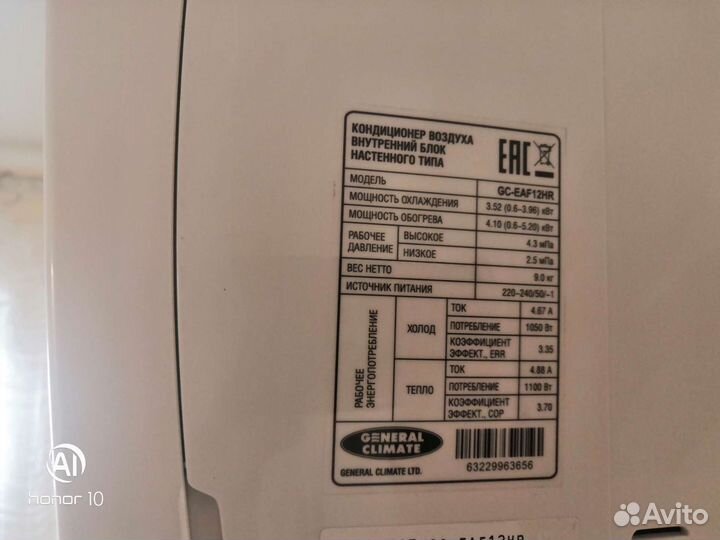 КОНДИЦИОНЕР ВОЗДУХА
ВНУТРЕННИЙ БЛОК
НАСТЕННОГО ТИПА
EAC
МОДЕЛЬ GC-EAF12HR
МОЩНОСТЬ ОХЛАЖДЕНИЯ 3.52 (0.6-3.96) кВт
МОЩНОСТЬ ОБОГРЕВА 4.10 (0.6-5.20) кВт
РАБОЧЕЕ ДАВЛЕНИЕ
ВЫСОКОЕ 4.3 мПа
НИЗКОЕ 2.5 мПа
ВЕС НЕТТО 9.0 кг
ИСТОЧНИК ПИТАНИЯ 220-240/50/-1
РАБОЧЕЕ
ЭНЕРГОПОТРЕБЛЕНИЕ
ХОЛОД
ТОК 4.67 А
ПОТРЕБЛЕНИЕ 1050 Вт
КОЭФФИЦИЕНТ
ЭФФЕКТ., ERR 3.35
ТЕПЛО
ТОК 4.88 А
ПОТРЕБЛЕНИЕ 1100 Вт
КОЭФФИЦИЕНТ
ЭФФЕКТ., COP 3.70
GENERAL
CLIMATE
GENERAL CLIMATE LTD.
63229963656
AI
honor 10
Avito